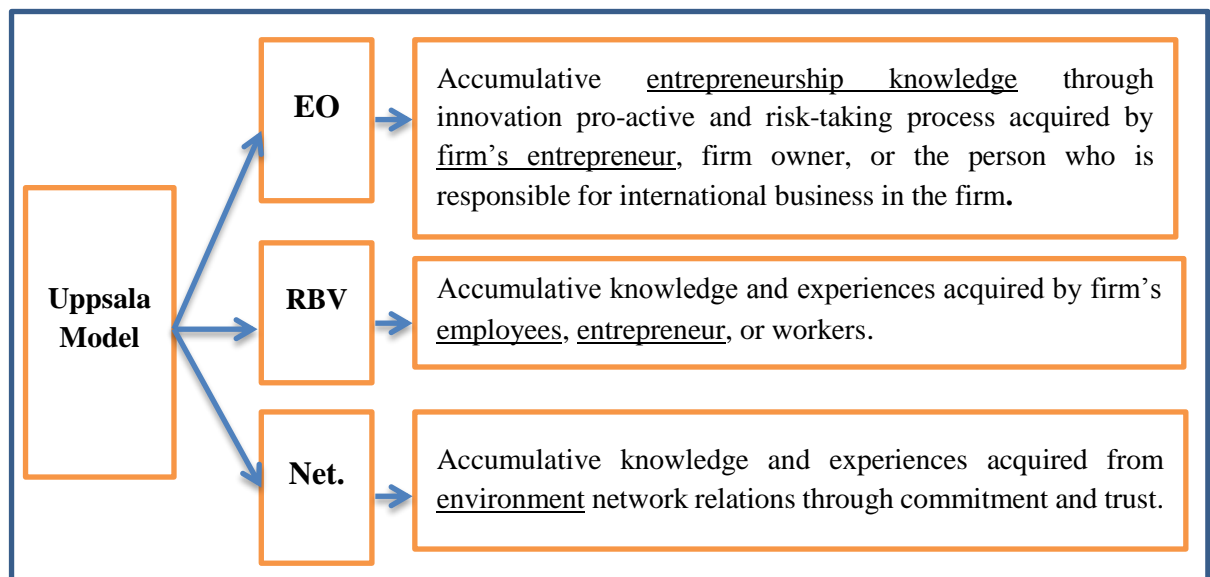 EO
Accumulative entrepreneurship knowledge through
innovation pro-active and risk-taking process acquired by
firm’s entrepreneur, firm owner, or the person who is
responsible for international business in the firm.
Uppsala
Model
RBV
Accumulative knowledge and experiences acquired by firm’s
employees, entrepreneur, or workers.
Net.
Accumulative knowledge and experiences acquired from
environment network relations through commitment and trust.